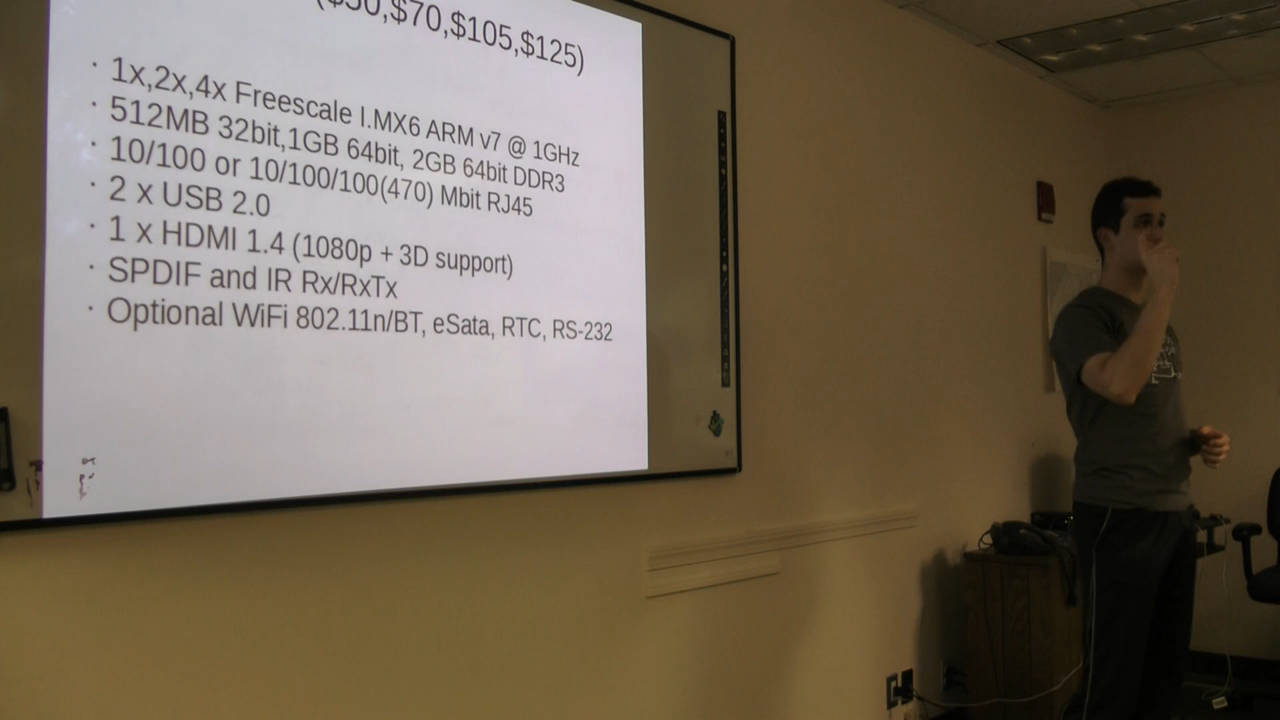 ($50,$70,$105,$125)
· 1x,2x,4x Freescale I.MX6 ARM v7 @ 1GHz
· 512MB 32bit,1GB 64bit, 2GB 64bit DDR3
· 10/100 or 10/100/100(470) Mbit RJ45
· 2 x USB 2.0
· 1 x HDMI 1.4 (1080p + 3D support)
· SPDIF and IR Rx/RxTx
· Optional WiFi 802.11n/BT, eSata, RTC, RS-232